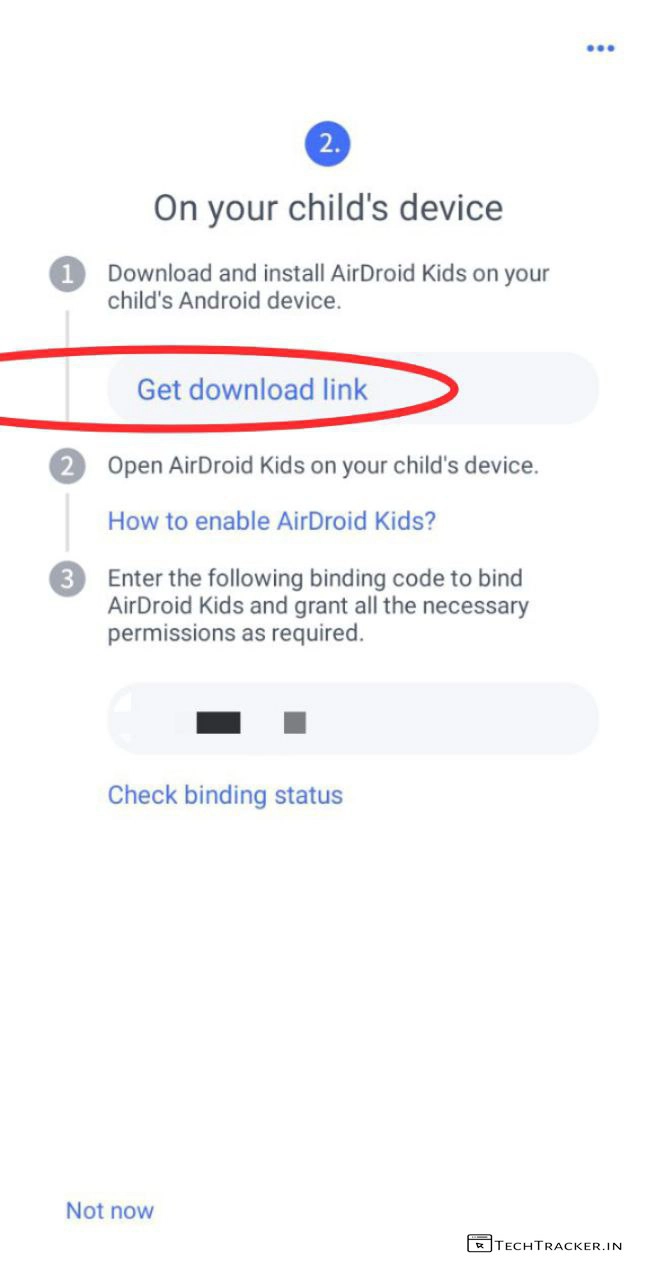 2.
On your child's device
1 Download and install AirDroid Kids on your
child's Android device.
Get download link
2 Open AirDroid Kids on your child's device.
How to enable AirDroid Kids?
3 Enter the following binding code to bind
AirDroid Kids and grant all the necessary
permissions as required.
Check binding status
Not now
TECHTRACKER.IN